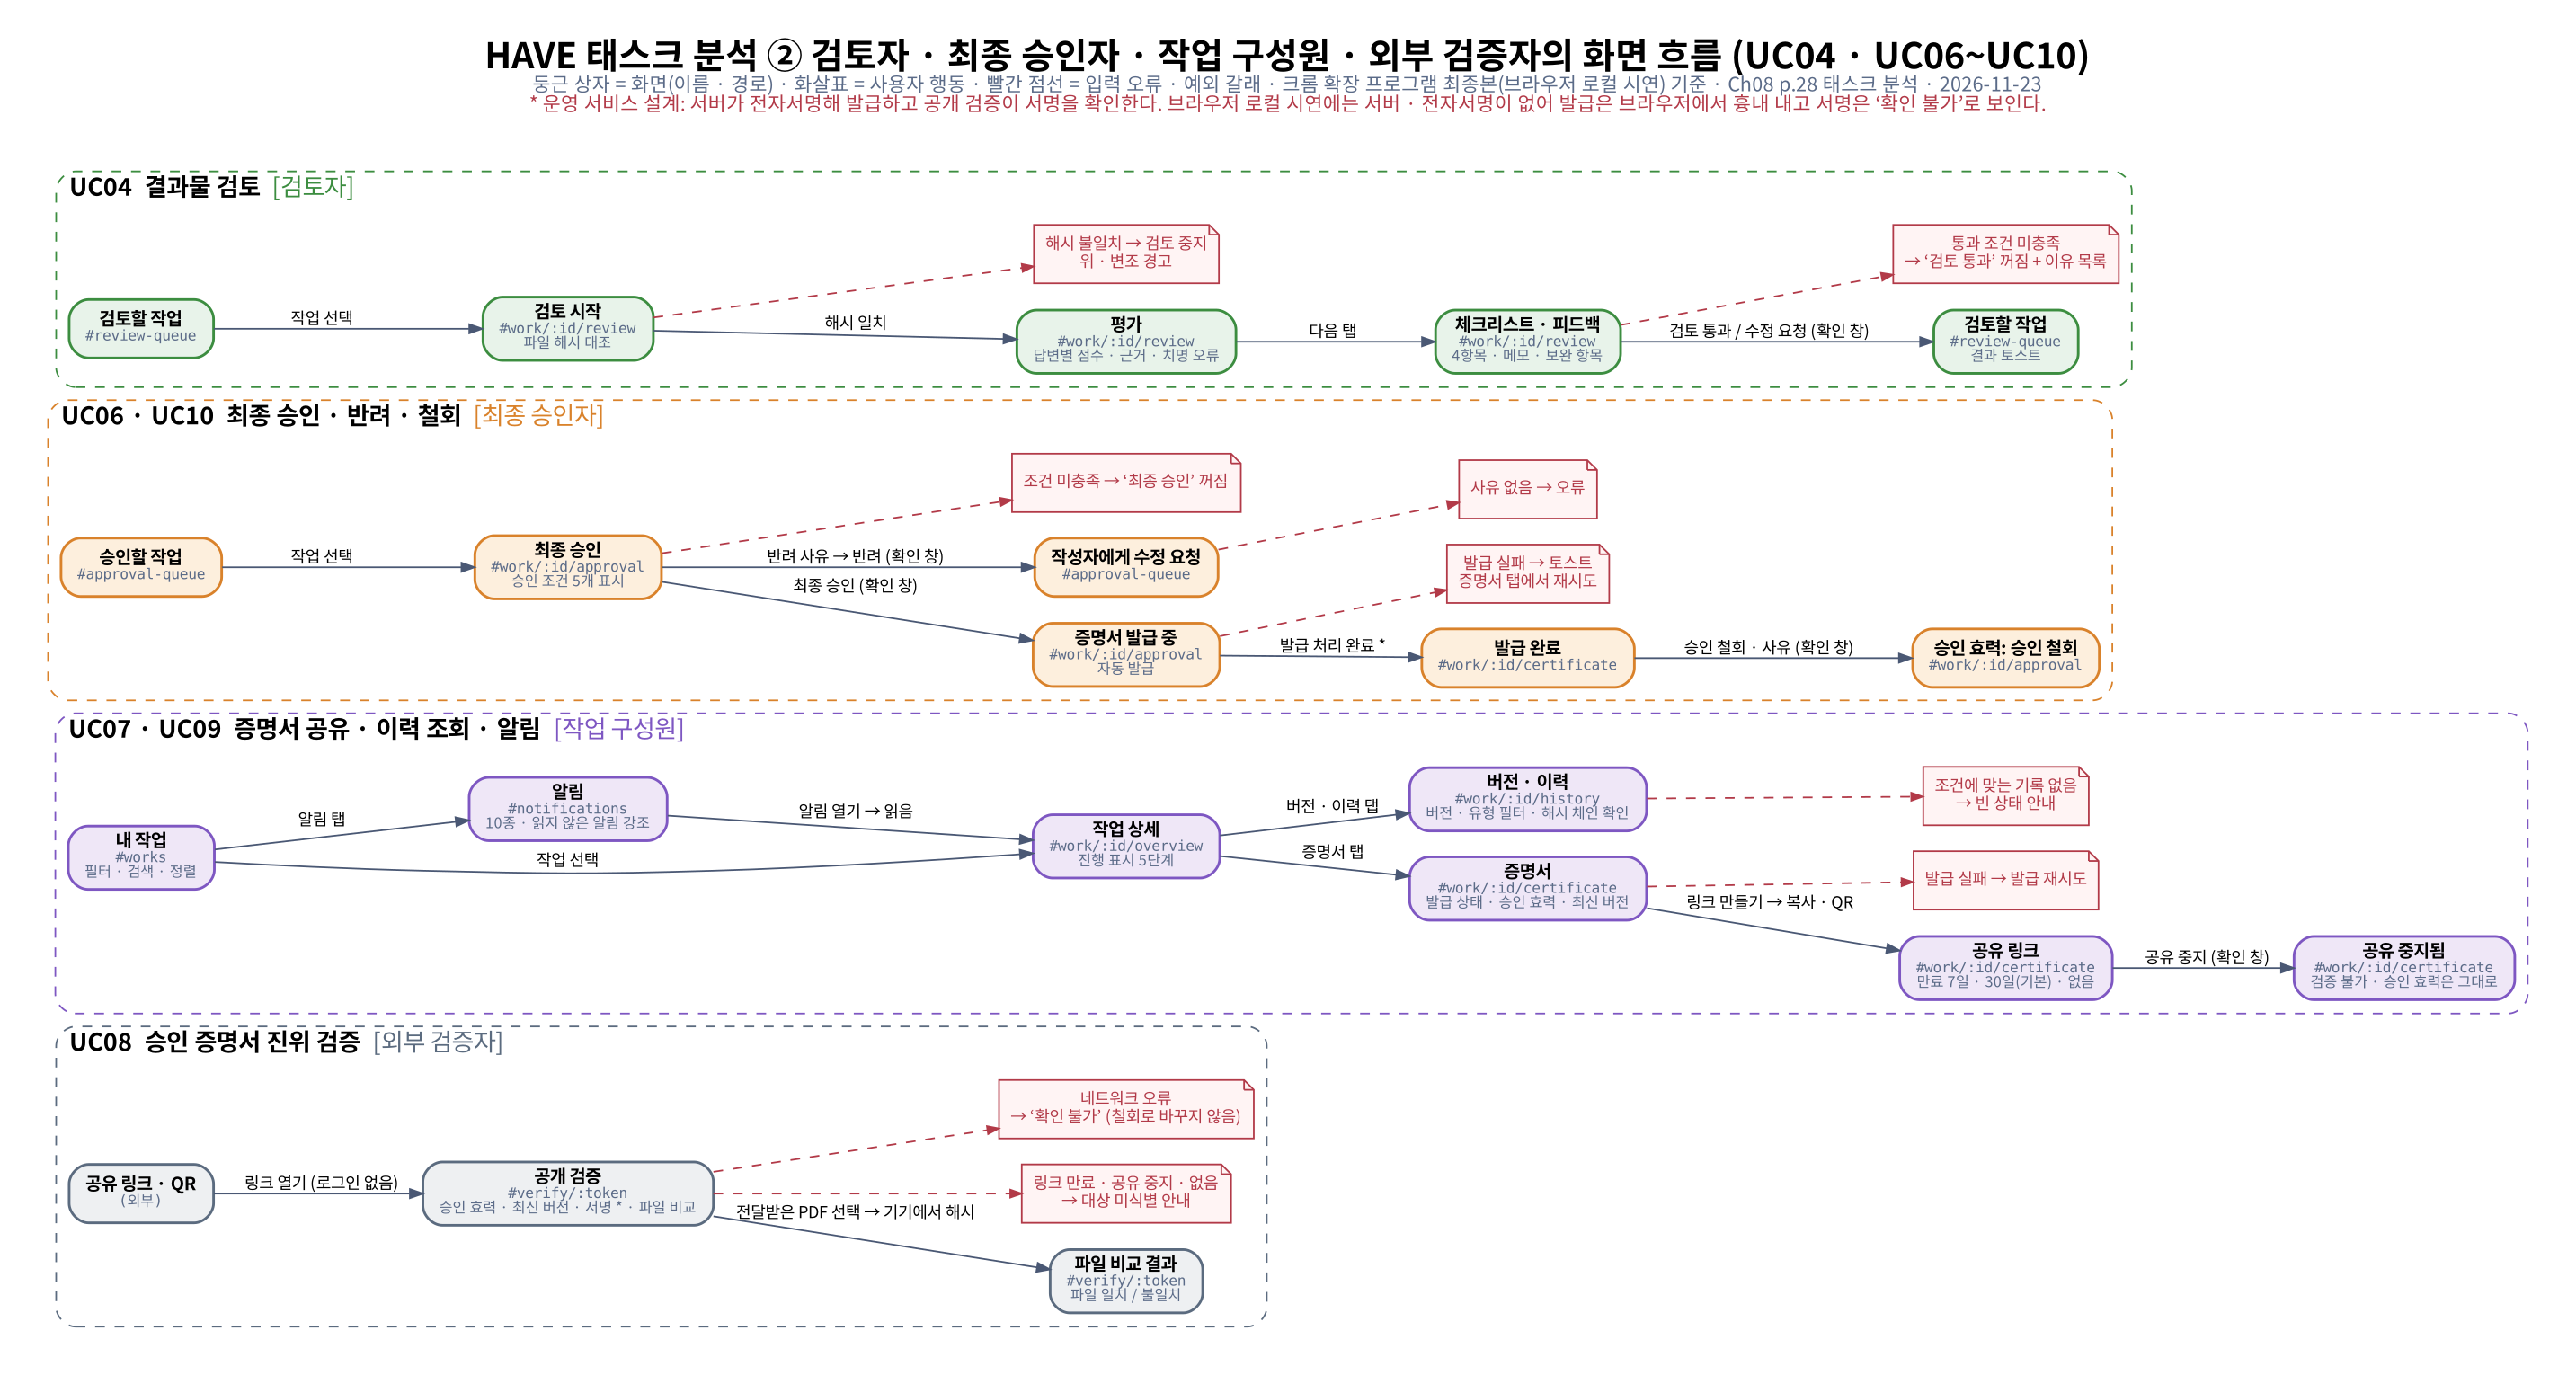 HAVE 태스크 분석 ② 검토자 · 최종 승인자 · 작업 구성원 · 외부 검증자의 화면 흐름 (UC04 · UC06~UC10)
둥근 상자 = 화면(이름 · 경로) · 화살표 = 사용자 행동 · 빨간 점선 = 입력 오류 · 예외 갈래 · 크롬 확장 프로그램 최종본(브라우저 로컬 시연) 기준 · Ch08 p.28 태스크 분석 · 2026-11-23
* 운영 서비스 설계: 서버가 전자서명해 발급하고 공개 검증이 서명을 확인한다. 브라우저 로컬 시연에는 서버 · 전자서명이 없어 발급은 브라우저에서 흉내 내고 서명은 ‘확인 불가’로 보인다.
UC04 결과물 검토 [검토자]
검토할 작업
#review-queue
작업 선택
검토 시작
#work/:id/review
파일 해시 대조
해시 불일치 → 검토 중지
위 · 변조 경고
해시 일치
평가
#work/:id/review
답변별 점수 · 근거 · 치명 오류
다음 탭
체크리스트 · 피드백
#work/:id/review
4항목 · 메모 · 보완 항목
통과 조건 미충족
→ ‘검토 통과’ 꺼짐 + 이유 목록
검토 통과 / 수정 요청 (확인 창)
검토할 작업
#review-queue
결과 토스트
UC06 · UC10 최종 승인 · 반려 · 철회 [최종 승인자]
승인할 작업
#approval-queue
작업 선택
최종 승인
#work/:id/approval
승인 조건 5개 표시
조건 미충족 → ‘최종 승인’ 꺼짐
반려 사유 → 반려 (확인 창)
작성자에게 수정 요청
#approval-queue
사유 없음 → 오류
최종 승인 (확인 창)
증명서 발급 중
#work/:id/approval
자동 발급
발급 실패 → 토스트
증명서 탭에서 재시도
발급 처리 완료 *
발급 완료
#work/:id/certificate
승인 철회 · 사유 (확인 창)
승인 효력: 승인 철회
#work/:id/approval
UC07 · UC09 증명서 공유 · 이력 조회 · 알림 [작업 구성원]
내 작업
#works
필터 · 검색 · 정렬
알림 탭
알림
#notifications
10종 · 읽지 않은 알림 강조
알림 열기 → 읽음
작업 선택
작업 상세
#work/:id/overview
진행 표시 5단계
버전 · 이력 탭
버전 · 이력
#work/:id/history
버전 · 유형 필터 · 해시 체인 확인
조건에 맞는 기록 없음
→ 빈 상태 안내
증명서 탭
증명서
#work/:id/certificate
발급 상태 · 승인 효력 · 최신 버전
발급 실패 → 발급 재시도
링크 만들기 → 복사 · QR
공유 링크
#work/:id/certificate
만료 7일 · 30일(기본) · 없음
공유 중지 (확인 창)
공유 중지됨
#work/:id/certificate
검증 불가 · 승인 효력은 그대로
UC08 승인 증명서 진위 검증 [외부 검증자]
공유 링크 · QR
(외부)
링크 열기 (로그인 없음)
공개 검증
#verify/:token
승인 효력 · 최신 버전 · 서명 * · 파일 비교
네트워크 오류
→ ‘확인 불가’ (철회로 바꾸지 않음)
링크 만료 · 공유 중지 · 없음
→ 대상 미식별 안내
전달받은 PDF 선택 → 기기에서 해시
파일 비교 결과
#verify/:token
파일 일치 / 불일치